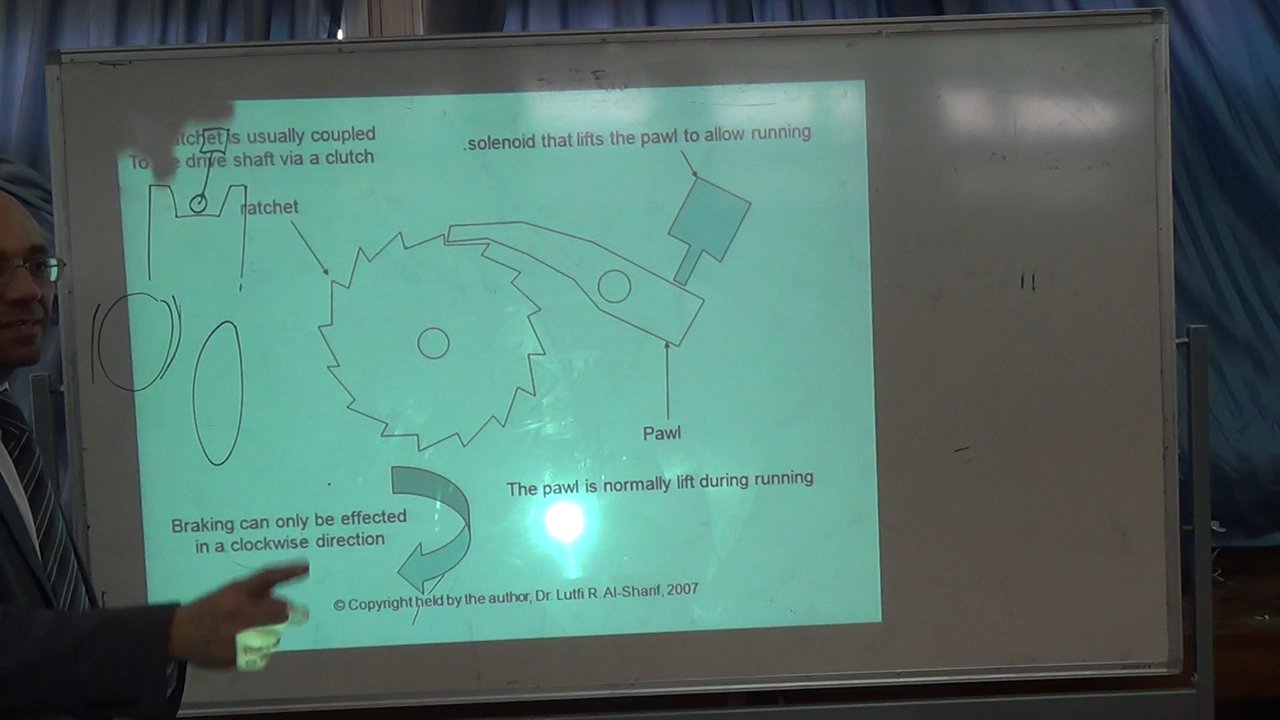 is usually coupled
To drive shaft via a clutch
.solenoid that lifts the pawl to allow running
ratchet
Pawl
The pawl is normally lift during running
Braking can only be effected
in a clockwise direction
© Copyright held by the author, Dr. Lutfi R. Al-Sharif, 2007